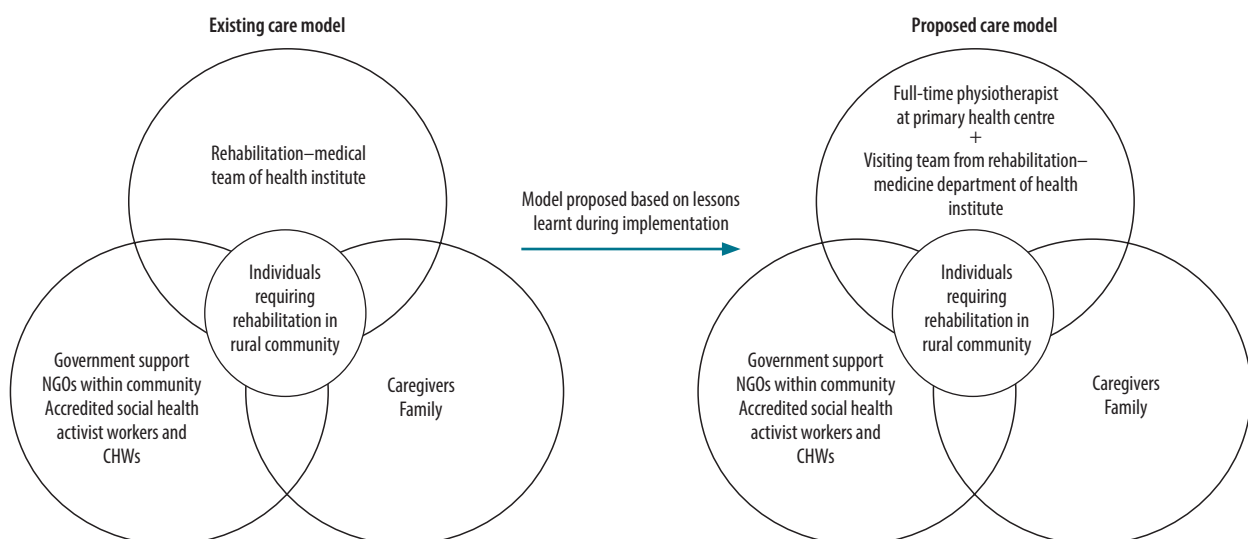 Existing care model
Rehabilitation–medical
team of health institute
Individuals
requiring
rehabilitation in
rural community
Government support
NGOs within community
Accredited social health
activist workers and
CHWs
Caregivers
Family
Model proposed based on lessons
learnt during implementation
Proposed care model
Full-time physiotherapist
at primary health centre
+
Visiting team from rehabilitation–
medicine department of health
institute
Individuals
requiring
rehabilitation in
rural community
Government support
NGOs within community
Accredited social health
activist workers and
CHWs
Caregivers
Family